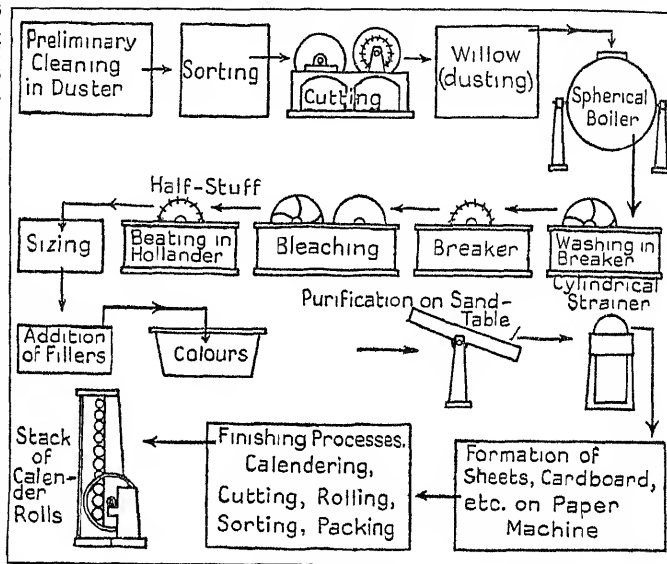 Preliminary
Cleaning
in Duster
Sorting
Cutting
Willow
(dusting)
Spherical
Boiler
Half-Stuff
Sizing
Beating in
Hollander
Bleaching
Breaker
Washing in
Breaker
Cylindrical
Strainer
Purification on Sand-
Table
Addition
of Fillers
Colours
Stack
of
Calen-
der
Rolls
Finishing Processes.
Calendering,
Cutting, Rolling,
Sorting, Packing
Formation of
Sheets, Cardboard,
etc. on Paper
Machine